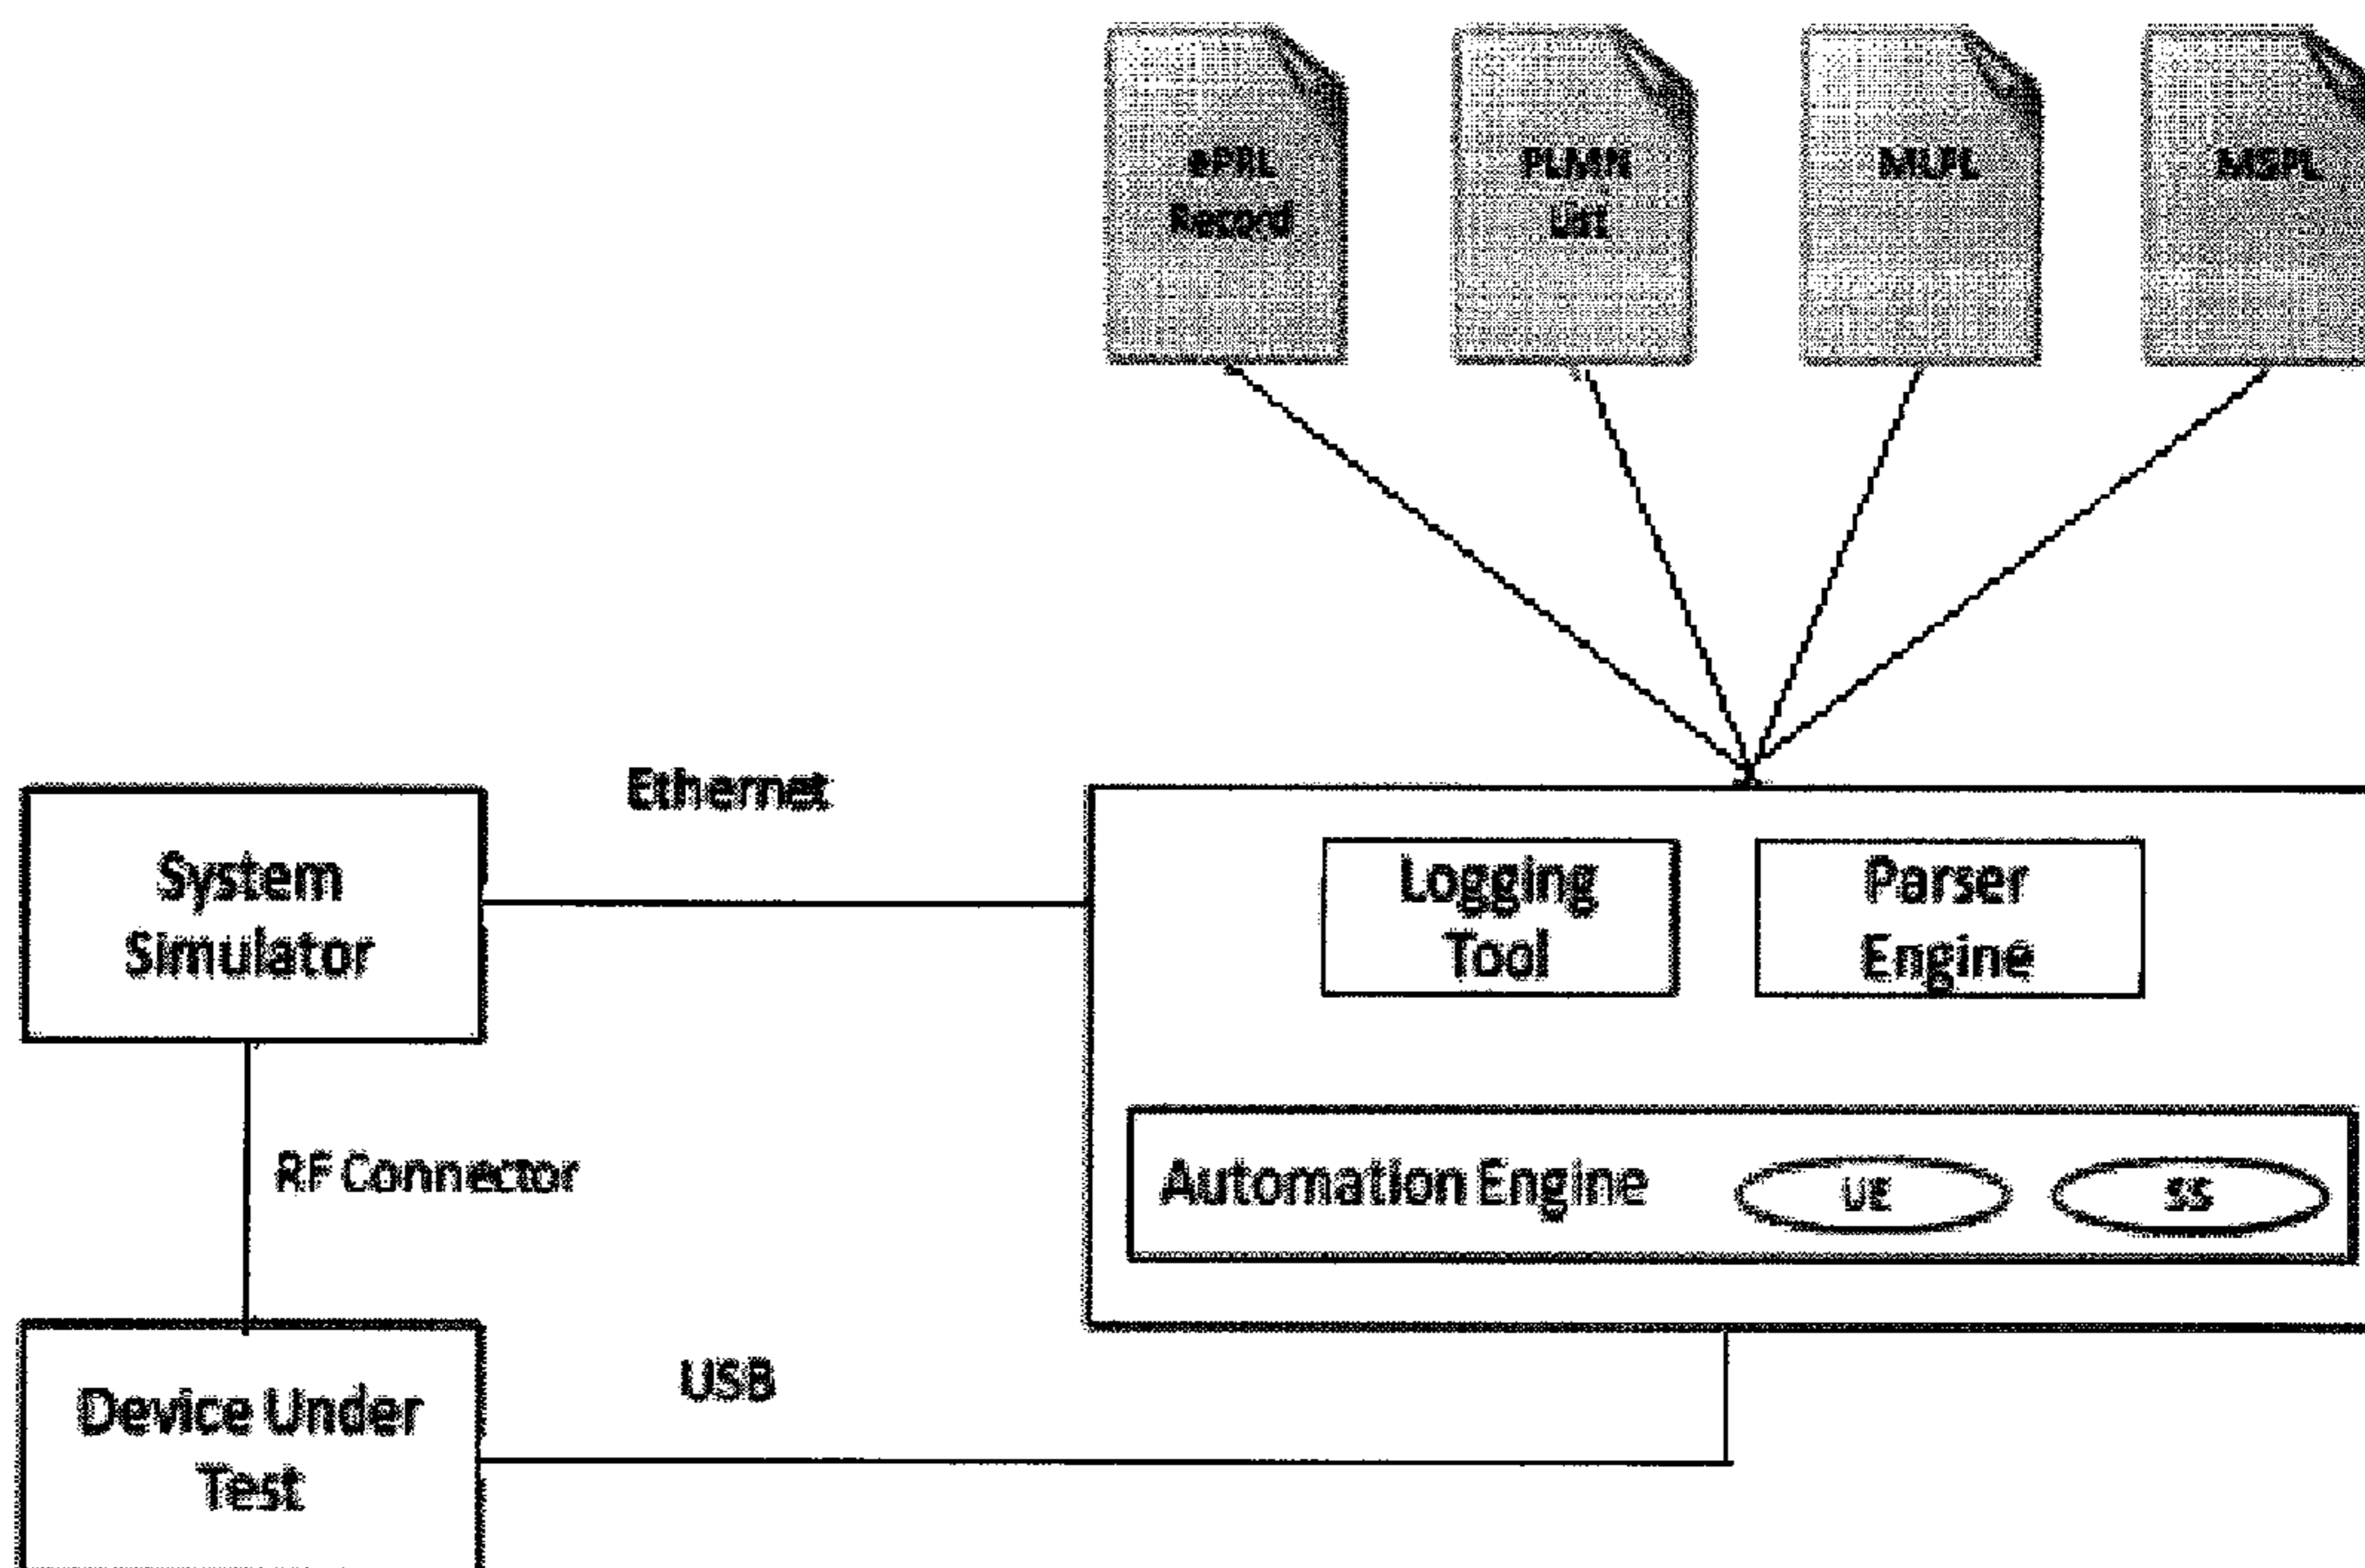 ePRL
Record
PLMN
List
MLPL
MSPL
Ethernet
System
Simulator
Logging
Tool
Parser
Engine
RF Connector
Automation Engine
UE
SS
USB
Device Under
Test